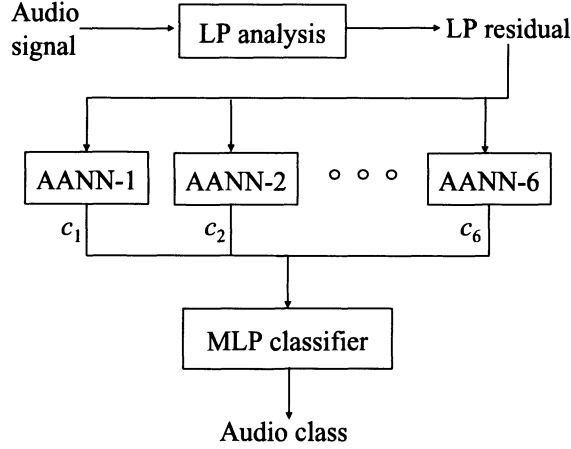 Audio
signal
LP analysis
LP residual
AANN-1
AANN-2
AANN-6
c1
c2
c6
MLP classifier
Audio class